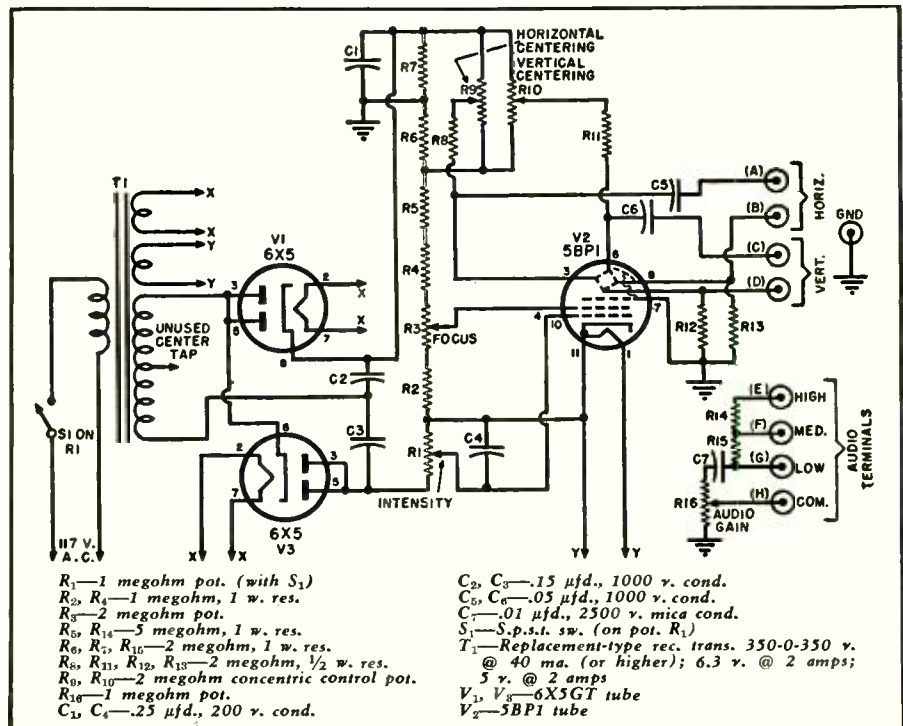 HORIZONTAL
CENTERING
VERTICAL
CENTERING
C1
R7
R9
R10
R6
R8
R11
T1
X
X
Y
Y
R5
R4
R3
FOCUS
R2
R1
INTENSITY
V1
6X5
3
5
2
7
8
X
X
UNUSED
CENTER
TAP
C2
C3
C4
6
2
7
3
5
6X5
V3
X
X
S1 ON
R1
117 V.
A.C.
C5
C6
V2
5BP1
3
6
9
7
4
10
11
1
Y
Y
(A)
(B)
HORIZ.
(C)
(D)
VERT.
GND
R12
R13
(E)
HIGH
R14
(F)
MED.
R15
(G)
LOW
C7
(H)
COM.
R16
AUDIO
GAIN
AUDIO
TERMINALS
R₁—1 megohm pot. (with S₁)
R₂, R₄—1 megohm, 1 w. res.
R₃—2 megohm pot.
R₅, R₁₄—5 megohm, 1 w. res.
R₆, R₇, R₁₅—2 megohm, 1 w. res.
R₈, R₁₁, R₁₂, R₁₃—2 megohm, ½ w. res.
R₉, R₁₀—2 megohm concentric control pot.
R₁₆—1 megohm pot.
C₁, C₄—.25 µfd., 200 v. cond.
C₂, C₃—.15 µfd., 1000 v. cond.
C₅, C₆—.05 µfd., 1000 v. cond.
C₇—.01 µfd., 2500 v. mica cond.
S₁—S.p.s.t. sw. (on pot. R₁)
T₁—Replacement-type rec. trans. 350-0-350 v.
@ 40 ma. (or higher); 6.3 v. @ 2 amps;
5 v. @ 2 amps
V₁, V₃—6X5GT tube
V₂—5BP1 tube